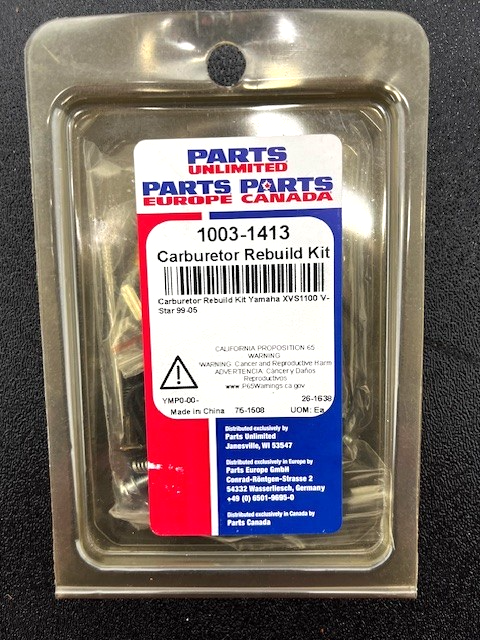 PARTS
UNLIMITED
PARTS PARTS
EUROPE CANADA
1003-1413
Carburetor Rebuild Kit
Carburetor Rebuild Kit Yamaha XVS1100 V-
Star 99-05
CALIFORNIA PROPOSITION 65
WARNING
WARNING: Cancer and Reproductive Harm
ADVERTENCIA: Cáncer y Daños
Reproductivos
www.P65Warnings.ca.gov
YMP0-00- 26-1638
Made in China 75-1508 UOM: Ea
Distributed exclusively by
Parts Unlimited
Janesville, WI 53547
Distributed exclusively in Europe by
Parts Europe GmbH
Conrad-Röntgen-Strasse 2
54332 Wasserliesch, Germany
+49 (0) 6501-9695-0
Distributed exclusively in Canada by
Parts Canada